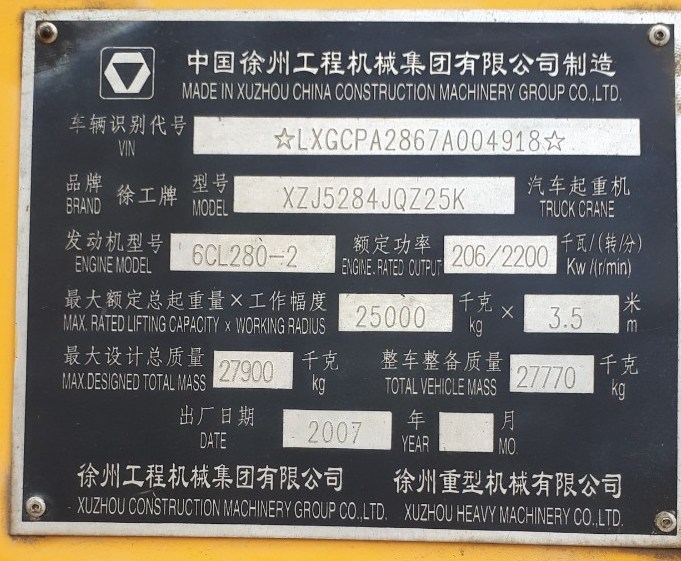 中国徐州工程机械集团有限公司制造
MADE IN XUZHOU CHINA CONSTRUCTION MACHINERY GROUP CO.,LTD.
车辆识别代号 ☆LXGCPA2867A004918☆
VIN
品牌 徐工牌 型号 XZJ5284JQZ25K 汽车起重机
BRAND MODEL TRUCK CRANE
发动机型号 6CL280-2 额定功率 206/2200 千瓦/(转/分)
ENGINE MODEL ENGINE.RATED OUTPUT Kw/(r/min)
最大额定总起重量×工作幅度 25000 千克 × 3.5 米
MAX. RATED LIFTING CAPACITY × WORKING RADIUS kg m
最大设计总质量 27900 千克 整车整备质量 27770 千克
MAX.DESIGNED TOTAL MASS kg TOTAL VEHICLE MASS kg
出厂日期 2007 年 月
DATE YEAR MO.
徐州工程机械集团有限公司 徐州重型机械有限公司
XUZHOU CONSTRUCTION MACHINERY GROUP CO.,LTD. XUZHOU HEAVY MACHINERY CO.,LTD.